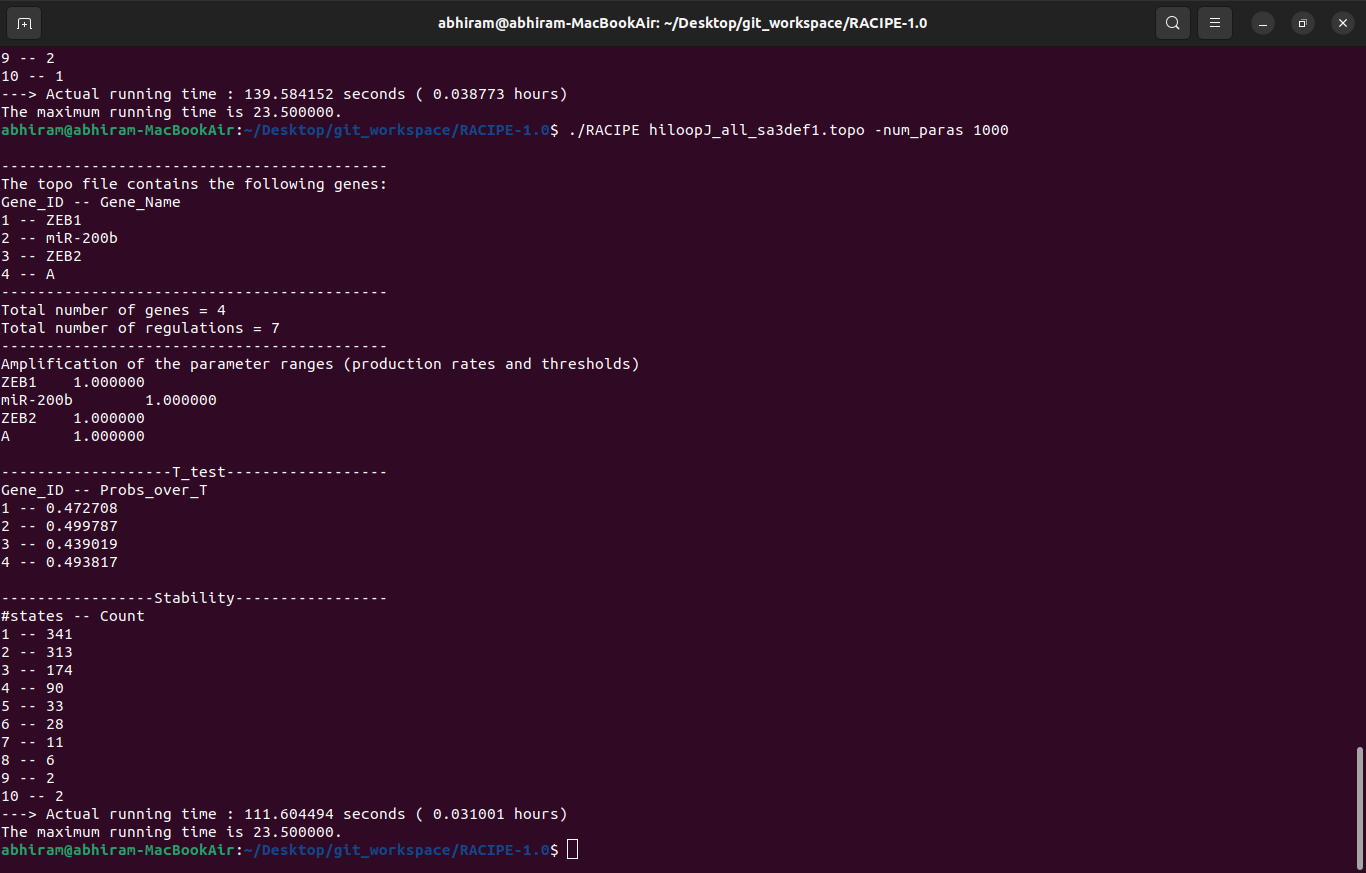 abhiram@abhiram-MacBookAir: ~/Desktop/git_workspace/RACIPE-1.0
9 -- 2
10 -- 1
---> Actual running time : 139.584152 seconds ( 0.038773 hours)
The maximum running time is 23.500000.
abhiram@abhiram-MacBookAir:~/Desktop/git_workspace/RACIPE-1.0$ ./RACIPE hiloopJ_all_sa3def1.topo -num_paras 1000
-------------------------------------------
The topo file contains the following genes:
Gene_ID -- Gene_Name
1 -- ZEB1
2 -- miR-200b
3 -- ZEB2
4 -- A
-------------------------------------------
Total number of genes = 4
Total number of regulations = 7
-------------------------------------------
Amplification of the parameter ranges (production rates and thresholds)
ZEB1    1.000000
miR-200b        1.000000
ZEB2    1.000000
A       1.000000
-------------------T_test------------------
Gene_ID -- Probs_over_T
1 -- 0.472708
2 -- 0.499787
3 -- 0.439019
4 -- 0.493817
-----------------Stability-----------------
#states -- Count
1 -- 341
2 -- 313
3 -- 174
4 -- 90
5 -- 33
6 -- 28
7 -- 11
8 -- 6
9 -- 2
10 -- 2
---> Actual running time : 111.604494 seconds ( 0.031001 hours)
The maximum running time is 23.500000.
abhiram@abhiram-MacBookAir:~/Desktop/git_workspace/RACIPE-1.0$